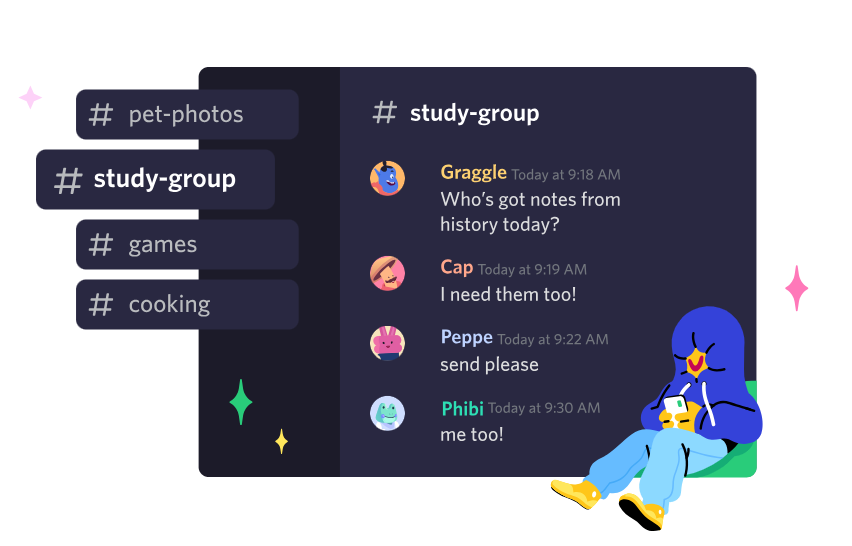 # pet-photos
# study-group
# games
# cooking
# study-group
Graggle Today at 9:18 AM
Who's got notes from
history today?
Cap Today at 9:19 AM
I need them too!
Peppe Today at 9:22 AM
send please
Phibi Today at 9:30 AM
me too!